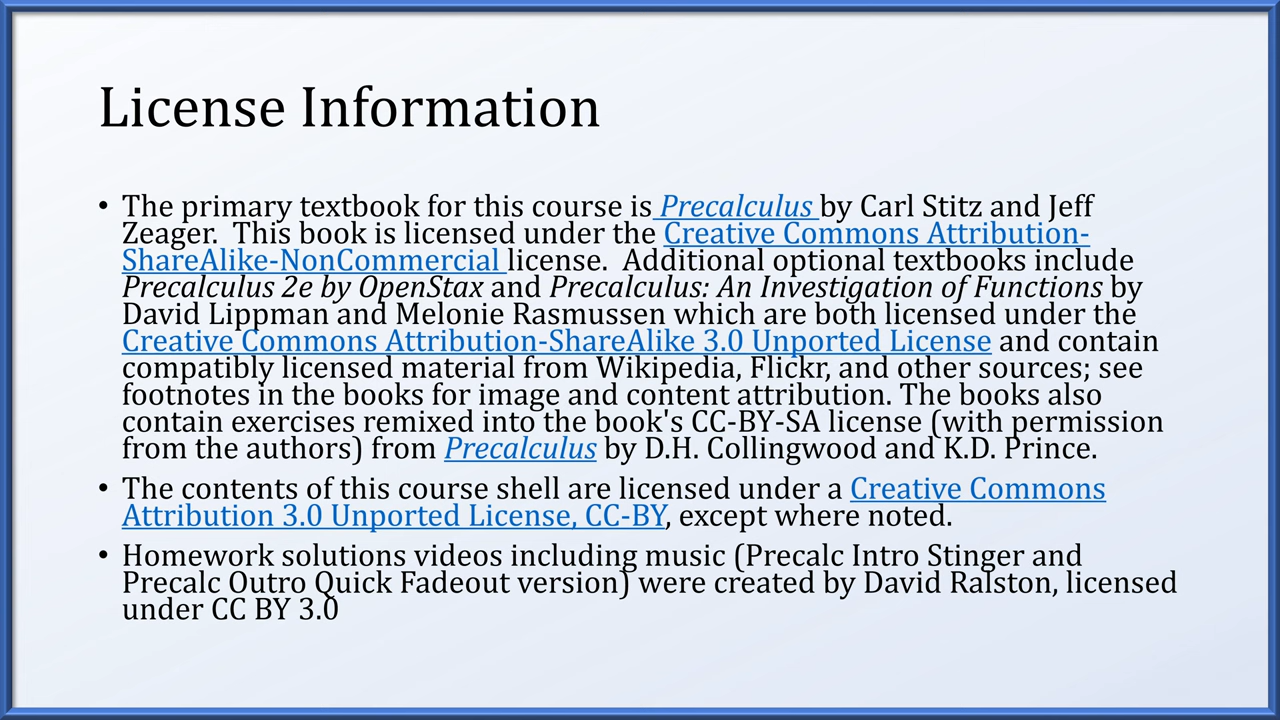 License Information
• The primary textbook for this course is Precalculus by Carl Stitz and Jeff
Zeager.  This book is licensed under the Creative Commons Attribution-
ShareAlike-NonCommercial license.  Additional optional textbooks include
Precalculus 2e by OpenStax and Precalculus: An Investigation of Functions by
David Lippman and Melonie Rasmussen which are both licensed under the
Creative Commons Attribution-ShareAlike 3.0 Unported License and contain
compatibly licensed material from Wikipedia, Flickr, and other sources; see
footnotes in the books for image and content attribution. The books also
contain exercises remixed into the book's CC-BY-SA license (with permission
from the authors) from Precalculus by D.H. Collingwood and K.D. Prince.
• The contents of this course shell are licensed under a Creative Commons
Attribution 3.0 Unported License, CC-BY, except where noted.
• Homework solutions videos including music (Precalc Intro Stinger and
Precalc Outro Quick Fadeout version) were created by David Ralston, licensed
under CC BY 3.0